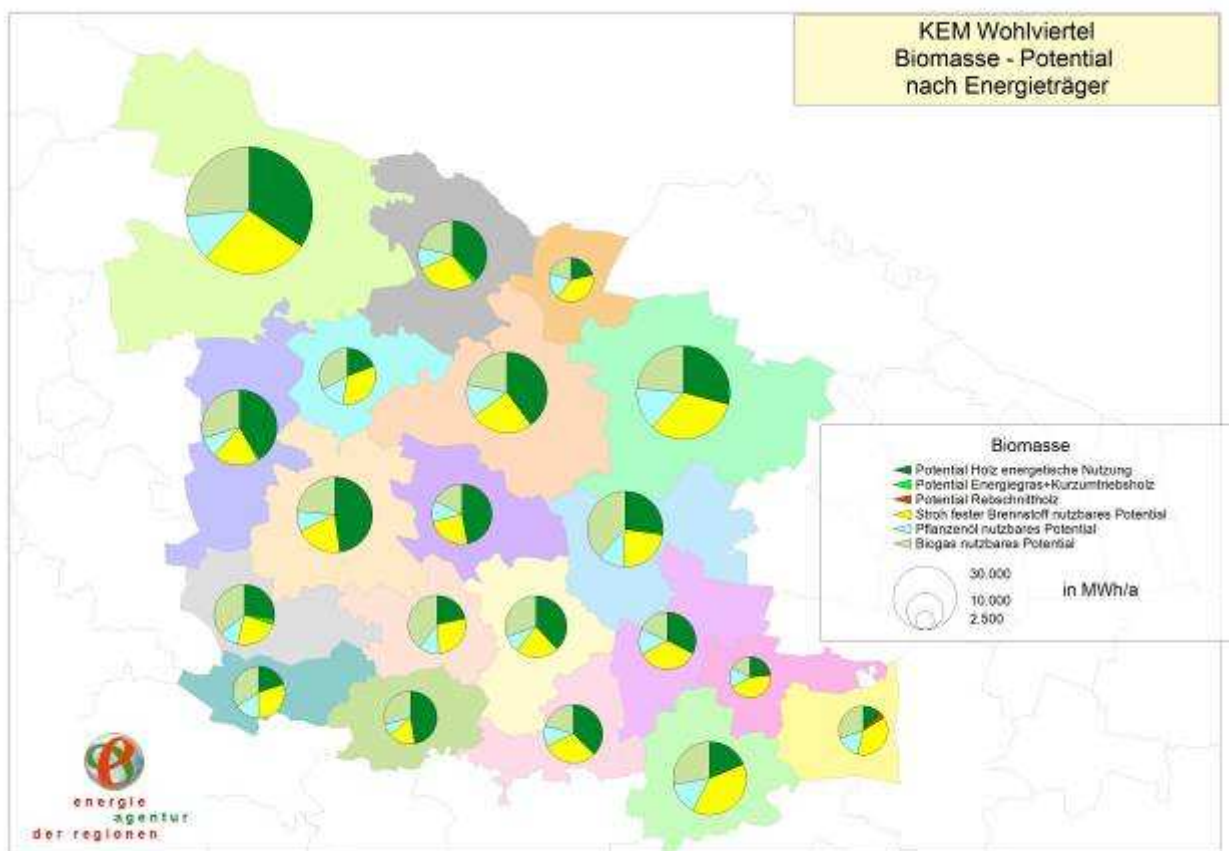 KEM Wohlviertel
Biomasse - Potential
nach Energieträger
Biomasse
Potential Holz energetische Nutzung
Potential Energiegras+Kurzumtriebsholz
Potential Rebschnittholz
Stroh fester Brennstoff nutzbares Potential
Pflanzenöl nutzbares Potential
Biogas nutzbares Potential
30.000
10.000
2.500
in MWh/a
energie
agentur
der regionen